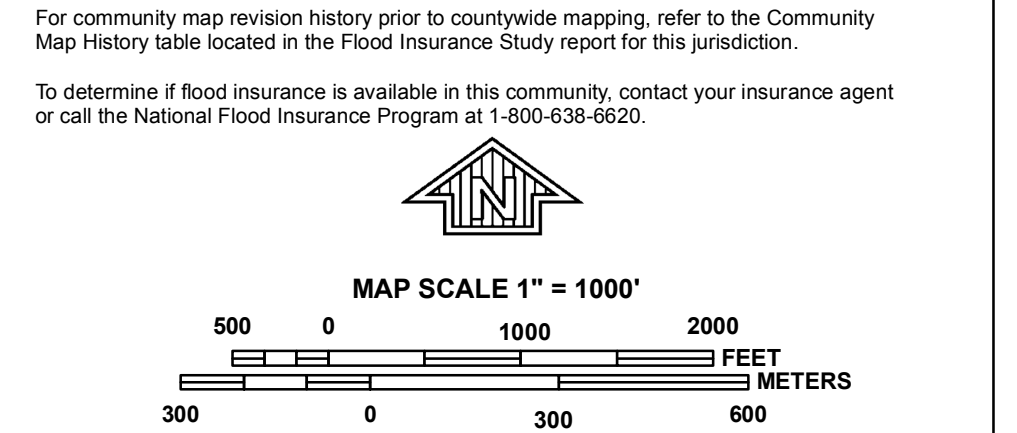 For community map revision history prior to countywide mapping, refer to the Community
Map History table located in the Flood Insurance Study report for this jurisdiction.
To determine if flood insurance is available in this community, contact your insurance agent
or call the National Flood Insurance Program at 1-800-638-6620.
N
MAP SCALE 1" = 1000'
500 0 1000 2000
FEET
METERS
300 0 300 600